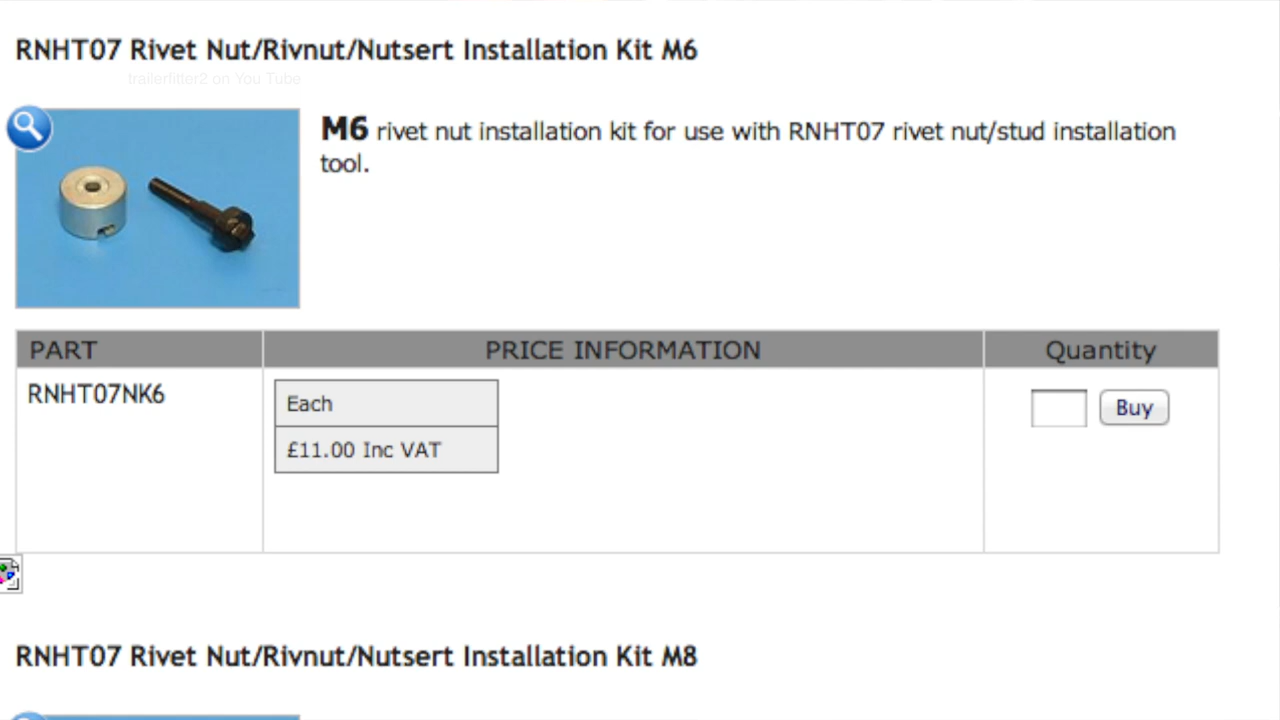 RNHT07 Rivet Nut/Rivnut/Nutsert Installation Kit M6
trailerfitter2 on You Tube
M6 rivet nut installation kit for use with RNHT07 rivet nut/stud installation
tool.
PART PRICE INFORMATION Quantity
RNHT07NK6 Each Buy
£11.00 Inc VAT
RNHT07 Rivet Nut/Rivnut/Nutsert Installation Kit M8